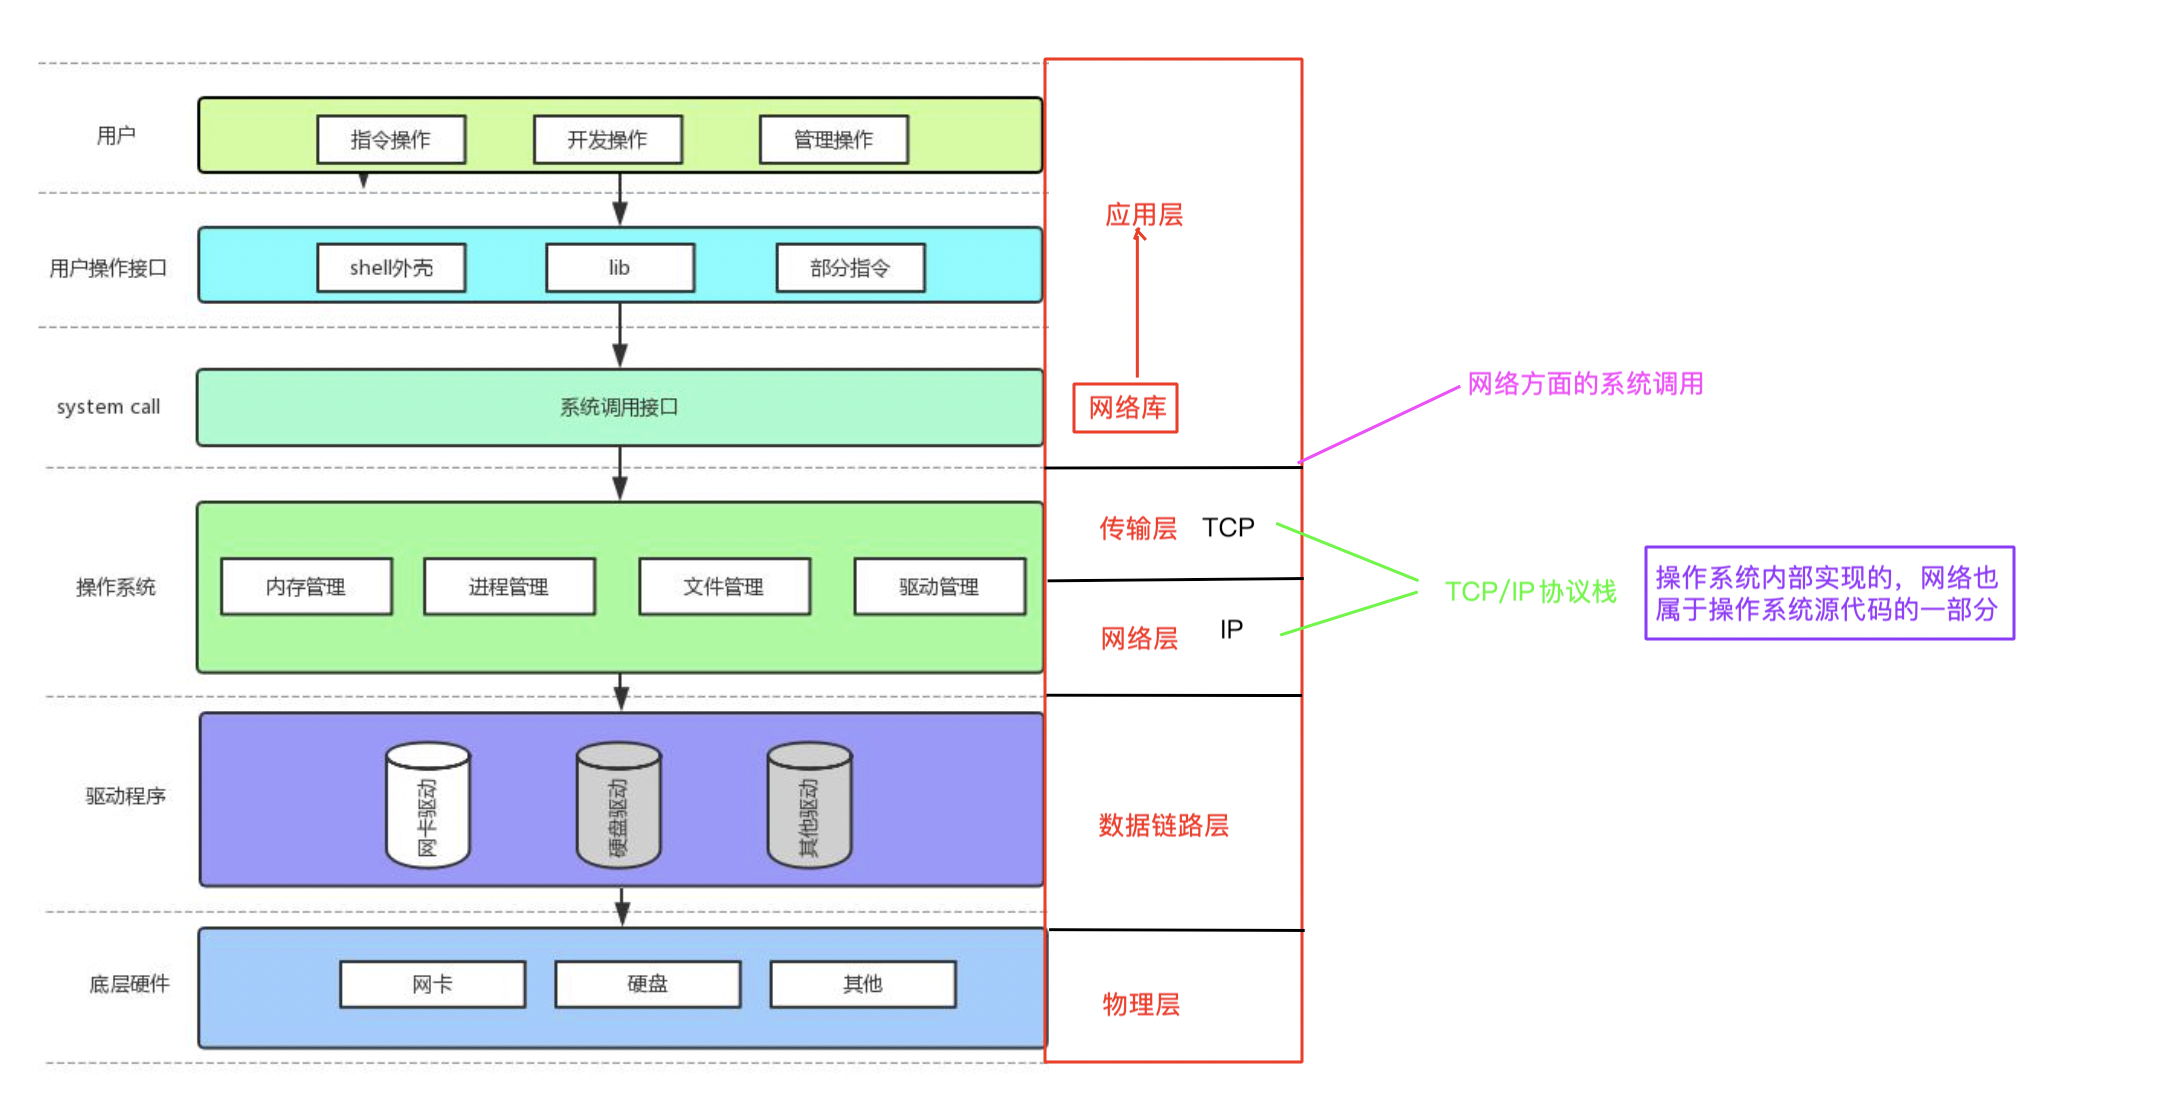 用户
指令操作
开发操作
管理操作
应用层
用户操作接口
shell外壳
lib
部分指令
网络方面的系统调用
system call
系统调用接口
网络库
传输层 TCP
操作系统
内存管理
进程管理
文件管理
驱动管理
TCP/IP 协议栈
操作系统内部实现的，网络也
属于操作系统源代码的一部分
网络层 IP
驱动程序
网卡驱动
硬盘驱动
其他驱动
数据链路层
底层硬件
网卡
硬盘
其他
物理层